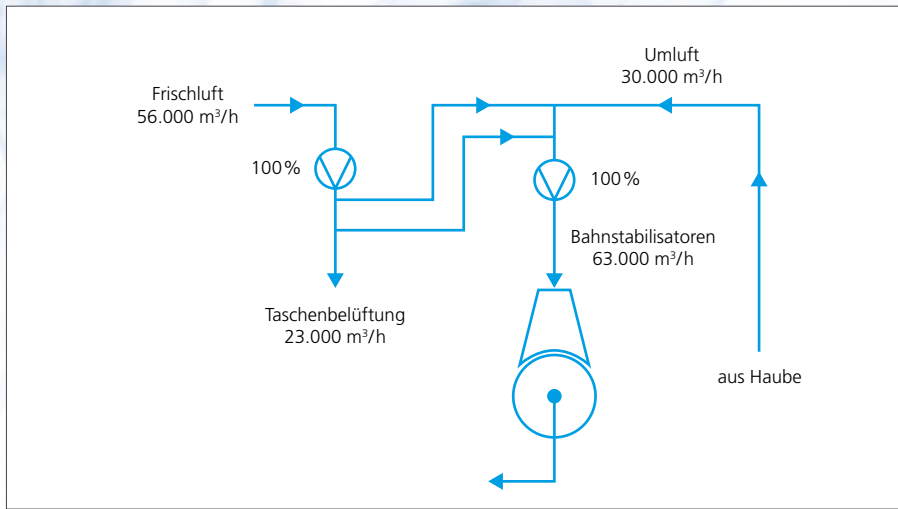 Umluft
30.000 m³/h
Frischluft
56.000 m³/h
100%
100%
Bahnstabilisatoren
63.000 m³/h
Taschenbelüftung
23.000 m³/h
aus Haube